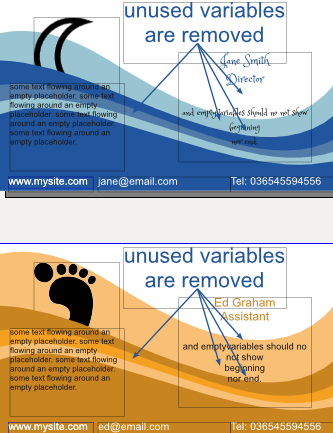 unused variables
are removed
Jane Smith
Director
some text flowing around an
empty placeholder. some text
flowing around an empty
placeholder. some text flowing
around an empty placeholder.
some text flowing around an
empty placeholder.
and emptyvariables should no not show
beginning
nor end.
www.mysite.com jane@email.com Tel: 036545594556
unused variables
are removed
Ed Graham
Assistant
some text flowing around an
empty placeholder. some text
flowing around an empty
placeholder. some text flowing
around an empty placeholder.
some text flowing around an
empty placeholder.
and emptyvariables should no
not show
beginning
nor end.
www.mysite.com ed@email.com Tel: 036545594556